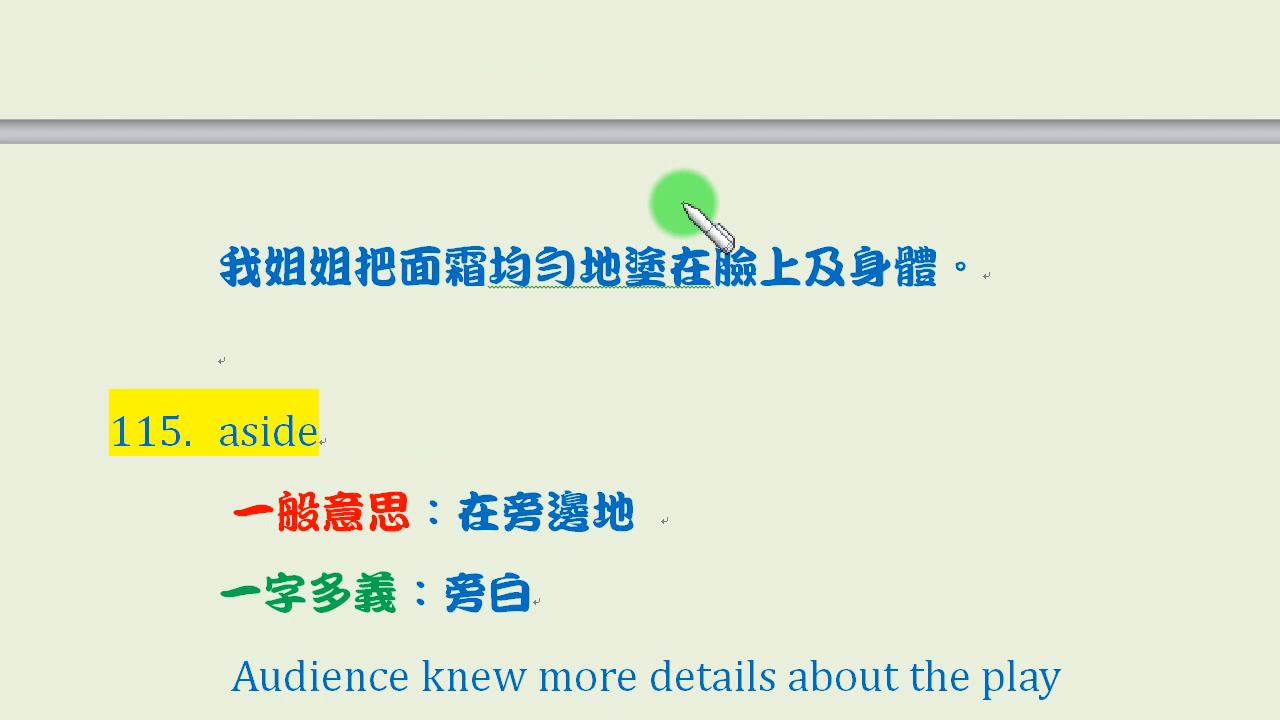 我姐姐把面霜均勻地塗在臉上及身體。
115. aside
一般意思：在旁邊地
一字多義：旁白
Audience knew more details about the play